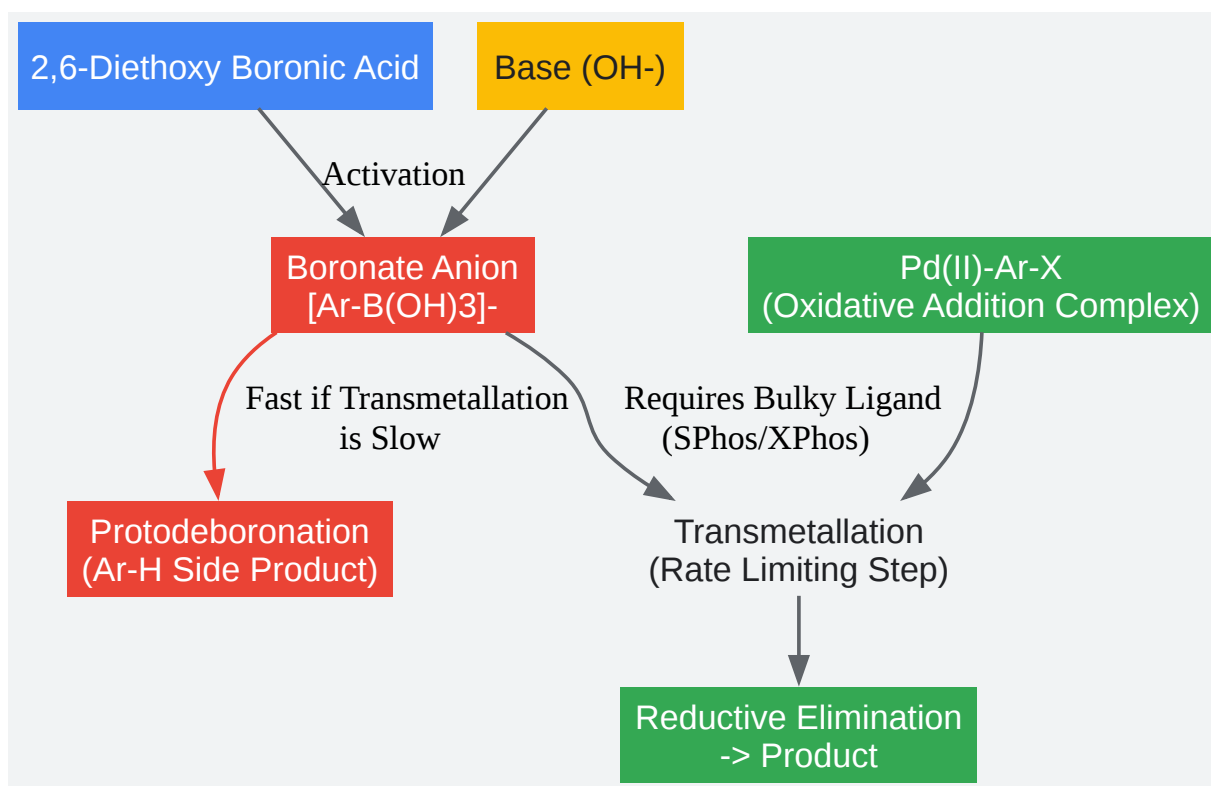 2,6-Diethoxy Boronic Acid
Base (OH-)
Activation
Boronate Anion
[Ar-B(OH)3]-
Pd(II)-Ar-X
(Oxidative Addition Complex)
Fast if Transmetallation
is Slow
Requires Bulky Ligand
(SPhos/XPhos)
Protodeboronation
(Ar-H Side Product)
Transmetallation
(Rate Limiting Step)
Reductive Elimination
-> Product